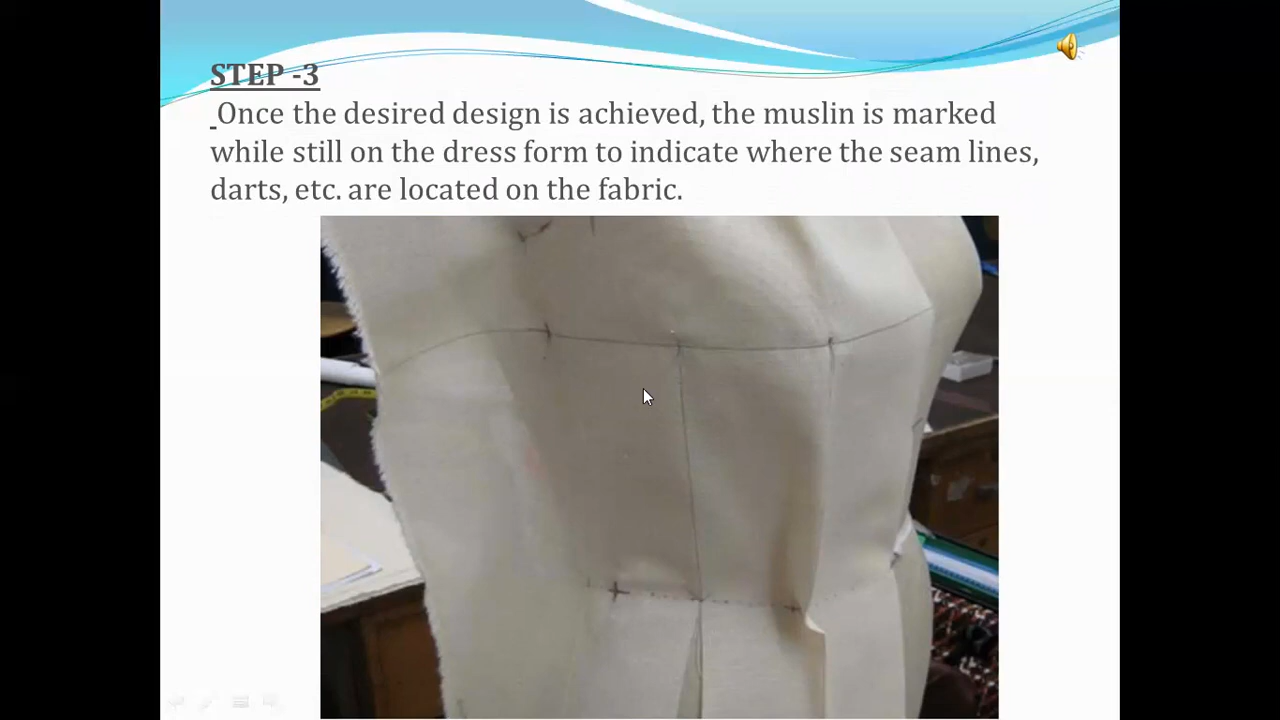 STEP -3
Once the desired design is achieved, the muslin is marked
while still on the dress form to indicate where the seam lines,
darts, etc. are located on the fabric.